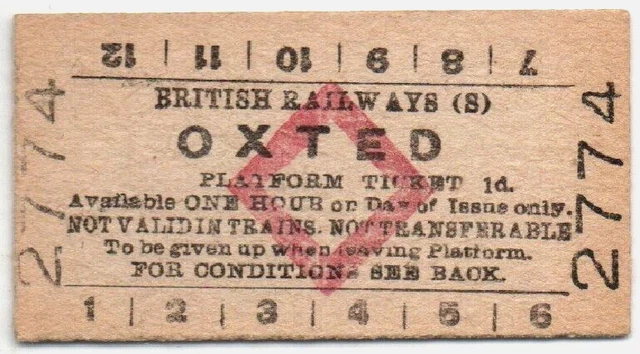 12 | 11 | 10 | 9 | 8 | 7
BRITISH RAILWAYS (S)
OXTED
PLATFORM TICKET 1d.
Available ONE HOUR on Day of Issue only.
NOT VALID IN TRAINS. NOT TRANSFERABLE
To be given up when leaving Platform.
FOR CONDITIONS SEE BACK.
1 | 2 | 3 | 4 | 5 | 6
2774
2774